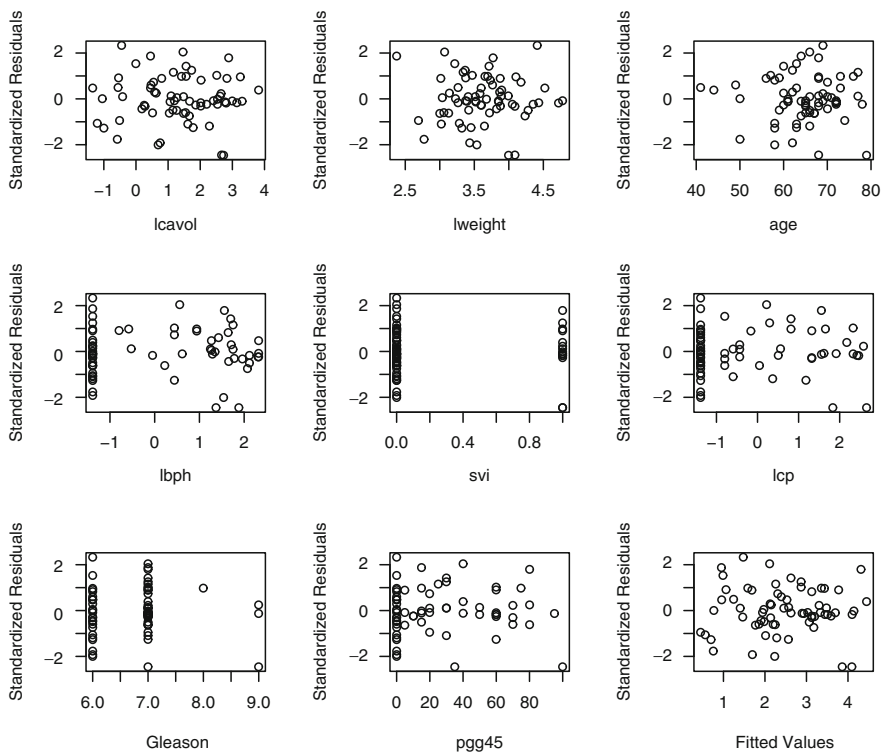 Standardized Residuals
2
0
−2
−1 0 1 2 3 4
lcavol
Standardized Residuals
2
0
−2
2.5 3.5 4.5
lweight
Standardized Residuals
2
0
−2
40 50 60 70 80
age
Standardized Residuals
2
0
−2
−1 0 1 2
lbph
Standardized Residuals
2
0
−2
0.0 0.4 0.8
svi
Standardized Residuals
2
0
−2
−1 0 1 2
lcp
Standardized Residuals
2
0
−2
6.0 7.0 8.0 9.0
Gleason
Standardized Residuals
2
0
−2
0 20 40 60 80
pgg45
Standardized Residuals
2
0
−2
1 2 3 4
Fitted Values